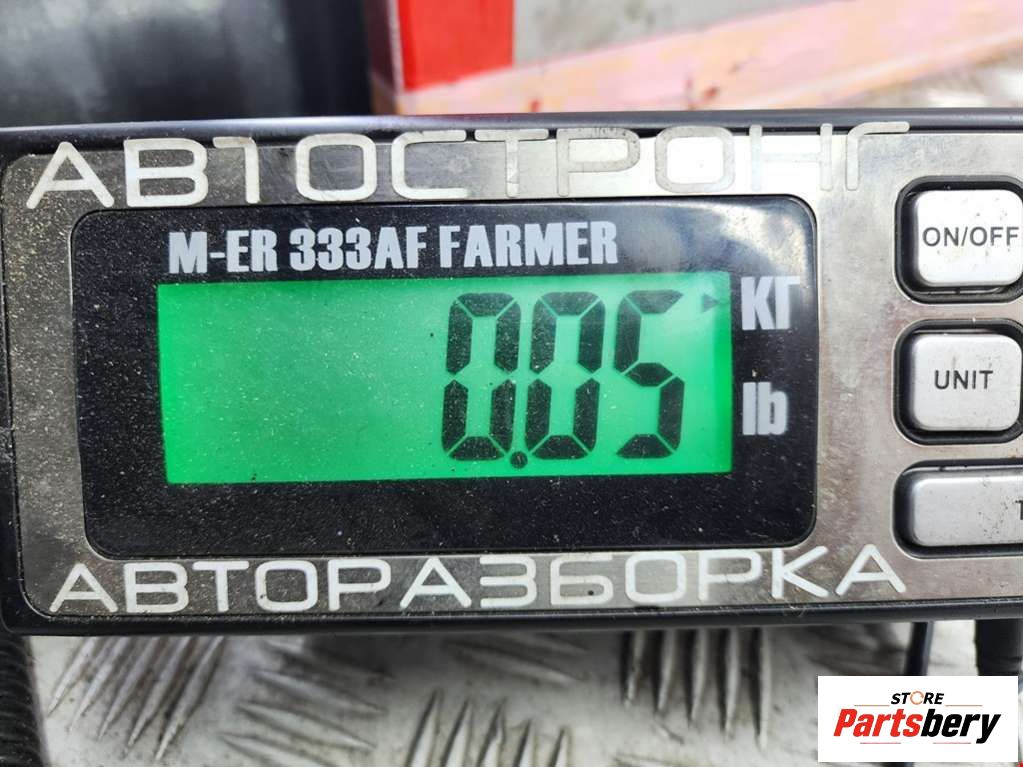 АВТОСТРОНГ
M-ER 333AF FARMER
0.05
КГ
lb
ON/OFF
UNIT
АВТОРАЗБОРКА
STORE
Partsbery